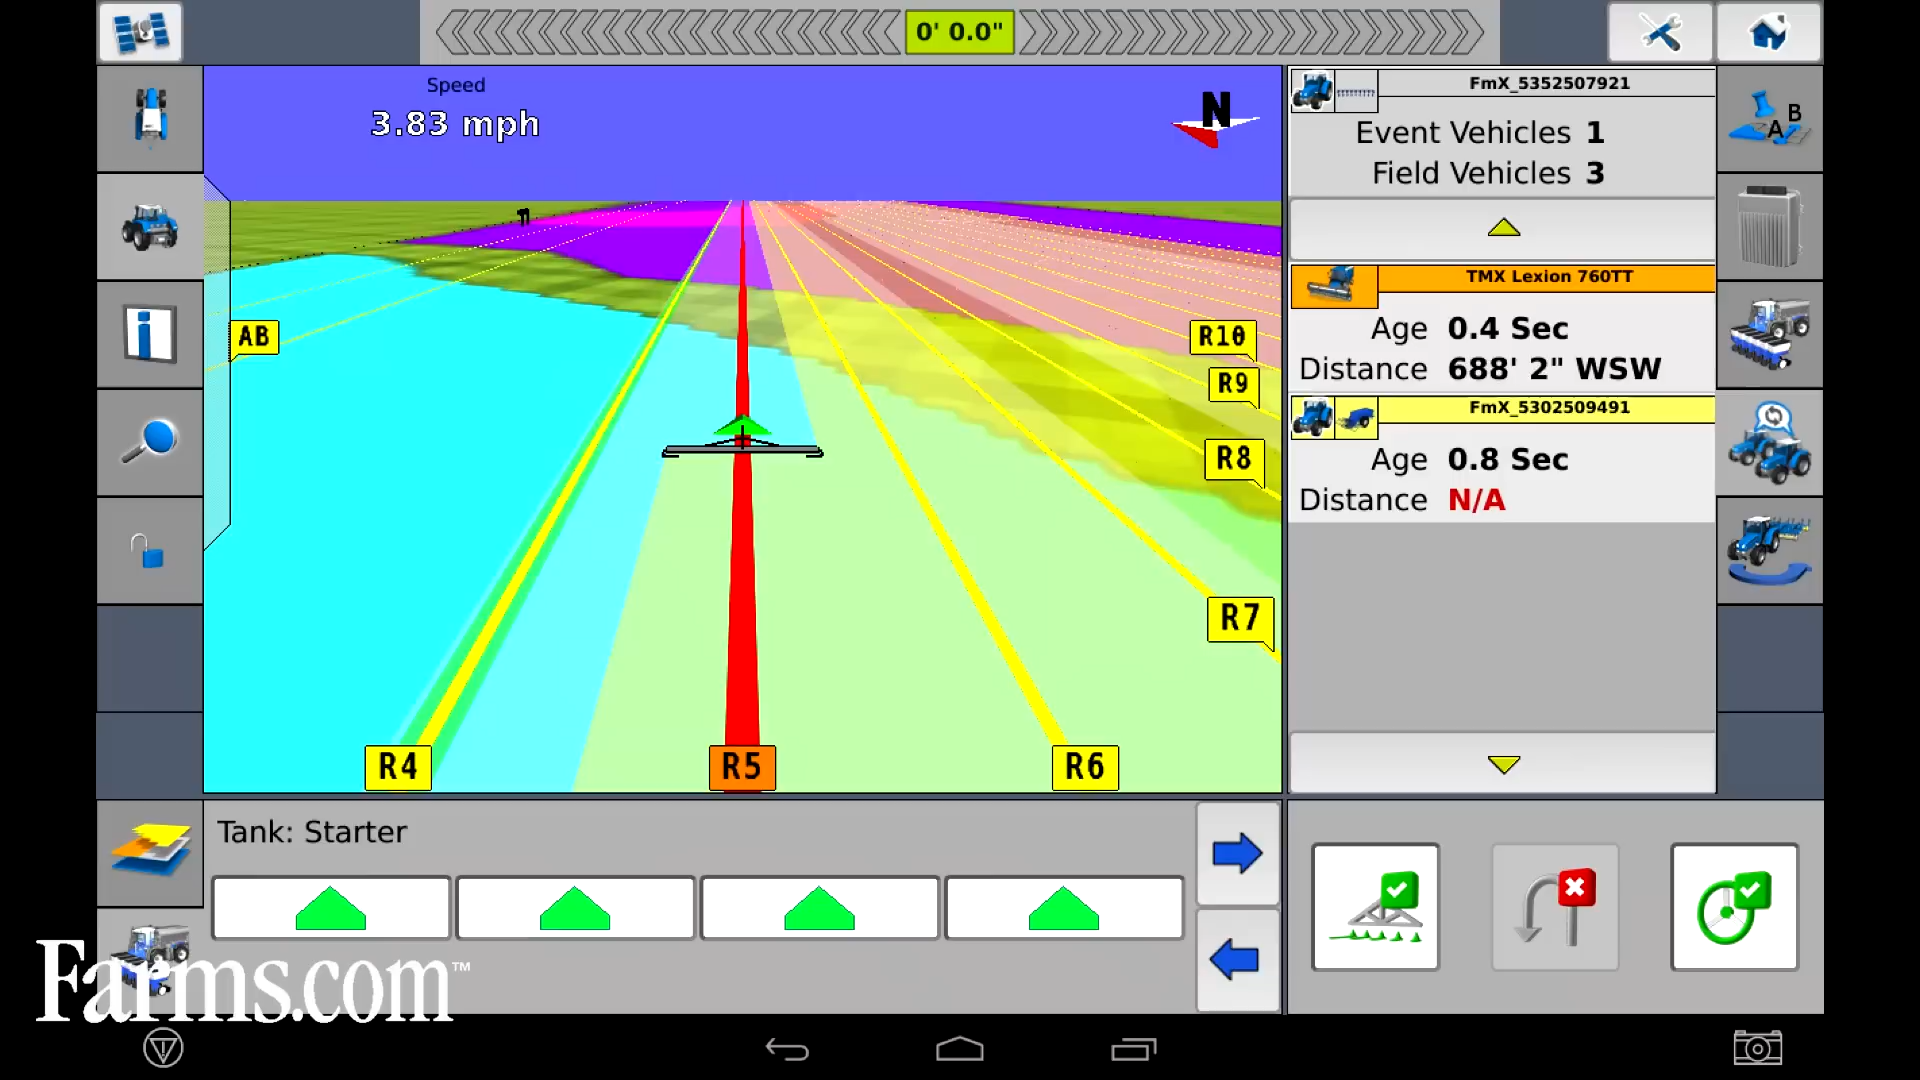 0' 0.0"
Speed
3.83 mph
N
AB
R10
R9
R8
R7
R4
R5
R6
FmX_5352507921
Event Vehicles 1
Field Vehicles 3
TMX Lexion 760TT
Age 0.4 Sec
Distance 688' 2" WSW
FmX_5302509491
Age 0.8 Sec
Distance N/A
A B
Tank: Starter
Farms.com™